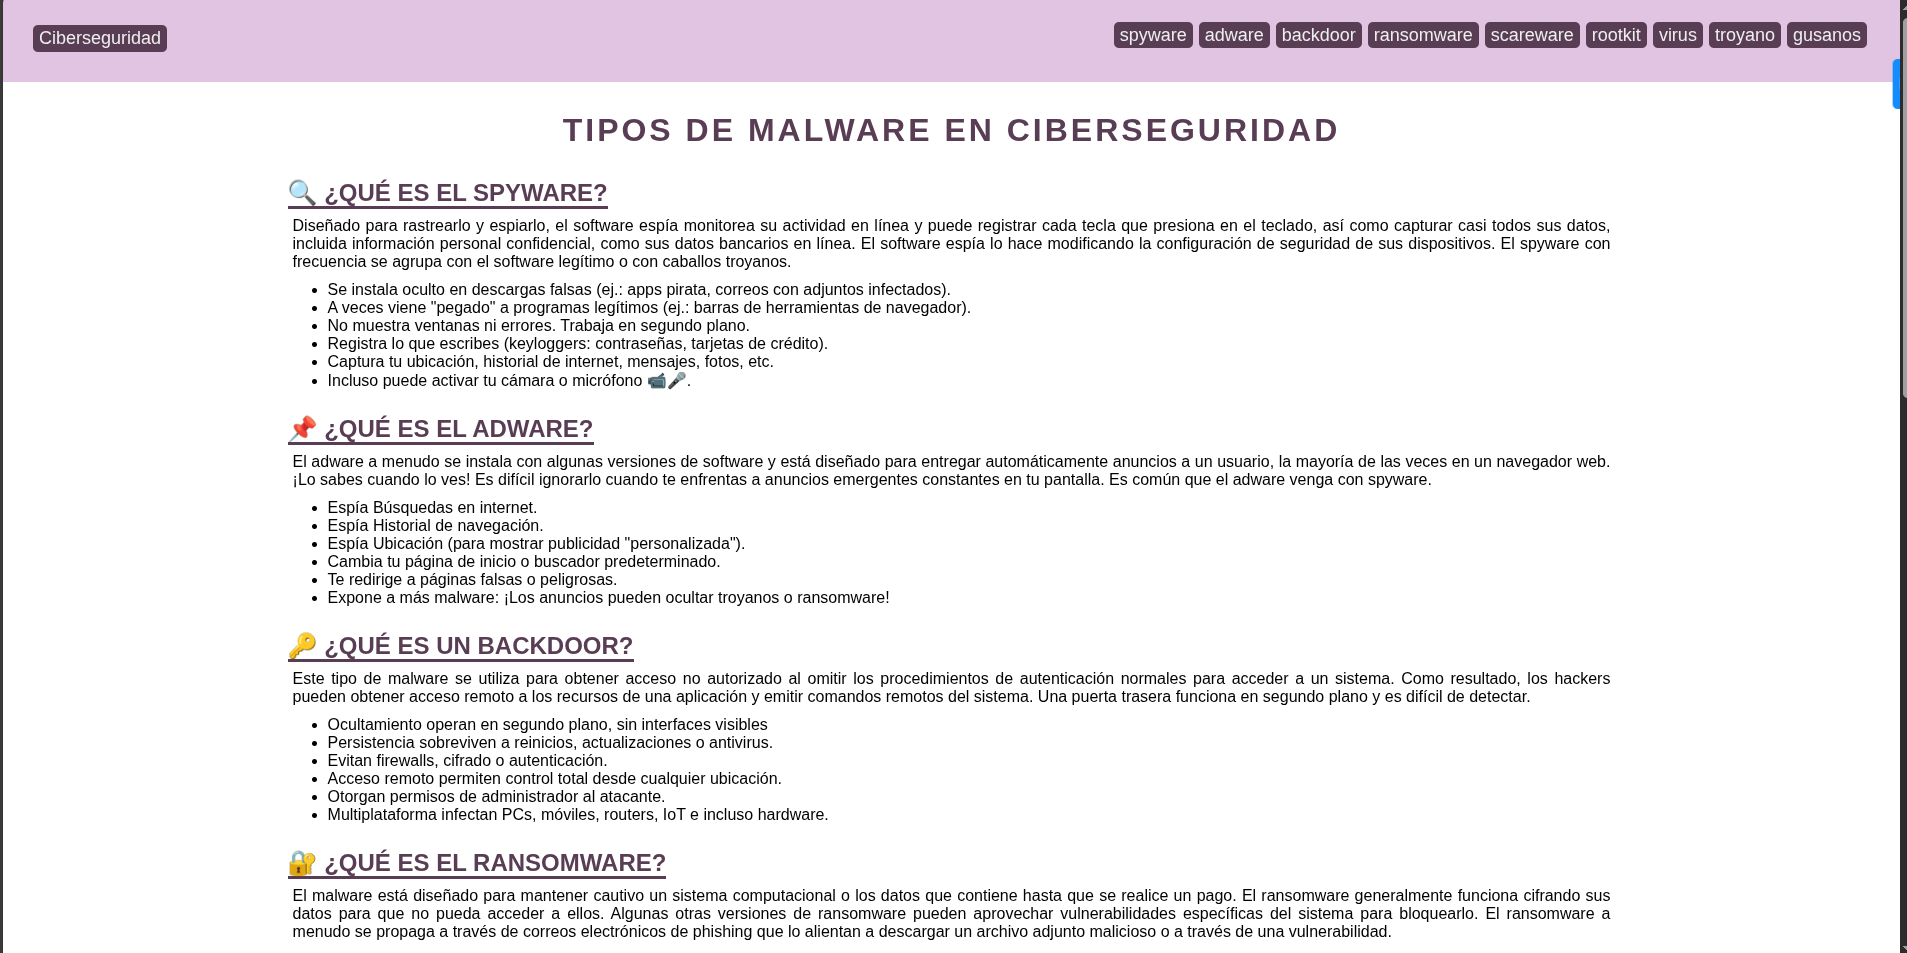 Ciberseguridad
spyware adware backdoor ransomware scareware rootkit virus troyano gusanos
TIPOS DE MALWARE EN CIBERSEGURIDAD
🔍 ¿QUÉ ES EL SPYWARE?
Diseñado para rastrearlo y espiarlo, el software espía monitorea su actividad en línea y puede registrar cada tecla que presiona en el teclado, así como capturar casi todos sus datos,
incluida información personal confidencial, como sus datos bancarios en línea. El software espía lo hace modificando la configuración de seguridad de sus dispositivos. El spyware con
frecuencia se agrupa con el software legítimo o con caballos troyanos.
• Se instala oculto en descargas falsas (ej.: apps pirata, correos con adjuntos infectados).
• A veces viene "pegado" a programas legítimos (ej.: barras de herramientas de navegador).
• No muestra ventanas ni errores. Trabaja en segundo plano.
• Registra lo que escribes (keyloggers: contraseñas, tarjetas de crédito).
• Captura tu ubicación, historial de internet, mensajes, fotos, etc.
• Incluso puede activar tu cámara o micrófono 📹🎤.
📌 ¿QUÉ ES EL ADWARE?
El adware a menudo se instala con algunas versiones de software y está diseñado para entregar automáticamente anuncios a un usuario, la mayoría de las veces en un navegador web.
¡Lo sabes cuando lo ves! Es difícil ignorarlo cuando te enfrentas a anuncios emergentes constantes en tu pantalla. Es común que el adware venga con spyware.
• Espía Búsquedas en internet.
• Espía Historial de navegación.
• Espía Ubicación (para mostrar publicidad "personalizada").
• Cambia tu página de inicio o buscador predeterminado.
• Te redirige a páginas falsas o peligrosas.
• Expone a más malware: ¡Los anuncios pueden ocultar troyanos o ransomware!
🔑 ¿QUÉ ES UN BACKDOOR?
Este tipo de malware se utiliza para obtener acceso no autorizado al omitir los procedimientos de autenticación normales para acceder a un sistema. Como resultado, los hackers
pueden obtener acceso remoto a los recursos de una aplicación y emitir comandos remotos del sistema. Una puerta trasera funciona en segundo plano y es difícil de detectar.
• Ocultamiento operan en segundo plano, sin interfaces visibles
• Persistencia sobreviven a reinicios, actualizaciones o antivirus.
• Evitan firewalls, cifrado o autenticación.
• Acceso remoto permiten control total desde cualquier ubicación.
• Otorgan permisos de administrador al atacante.
• Multiplataforma infectan PCs, móviles, routers, IoT e incluso hardware.
🔐 ¿QUÉ ES EL RANSOMWARE?
El malware está diseñado para mantener cautivo un sistema computacional o los datos que contiene hasta que se realice un pago. El ransomware generalmente funciona cifrando sus
datos para que no pueda acceder a ellos. Algunas otras versiones de ransomware pueden aprovechar vulnerabilidades específicas del sistema para bloquearlo. El ransomware a
menudo se propaga a través de correos electrónicos de phishing que lo alientan a descargar un archivo adjunto malicioso o a través de una vulnerabilidad.